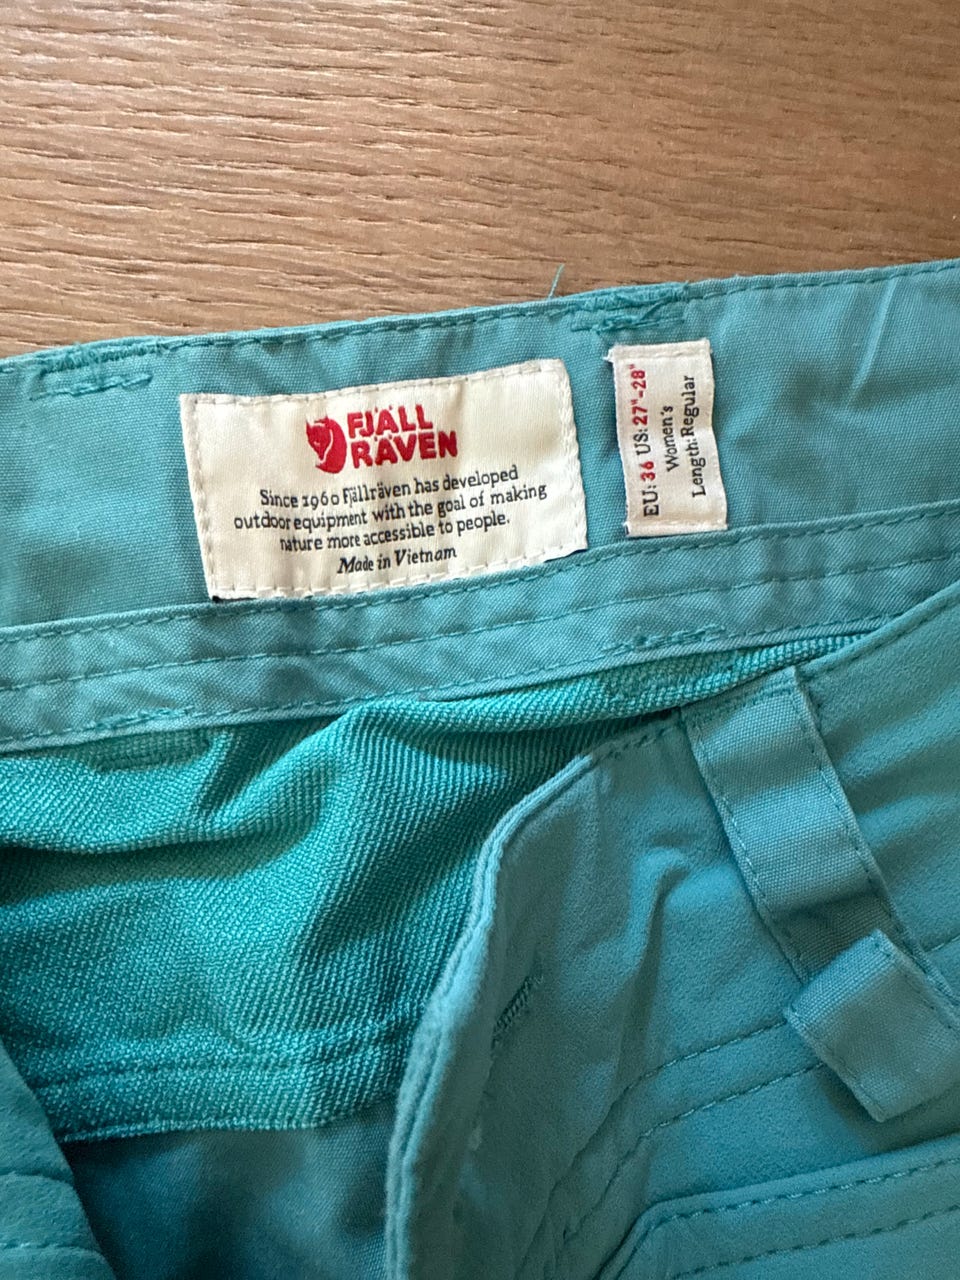 FJÄLL
RÄVEN
Since 1960 Fjällräven has developed
outdoor equipment with the goal of making
nature more accessible to people.
Made in Vietnam
EU: 36 US: 27"-28"
Women's
Length: Regular